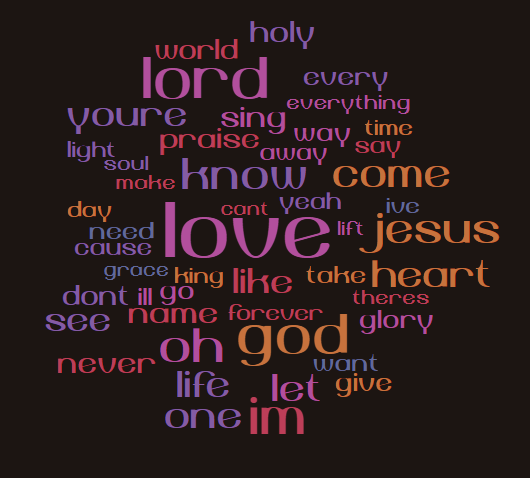 holy
world
lord
every
everything
youre
sing
time
praise
way
say
light
away
soul
know
come
make
day
cant
yeah
ive
love
lift
jesus
need
cause
grace
king
like
take
heart
dont
ill
go
theres
see
name
forever
glory
oh
god
never
want
life
let
give
one
im